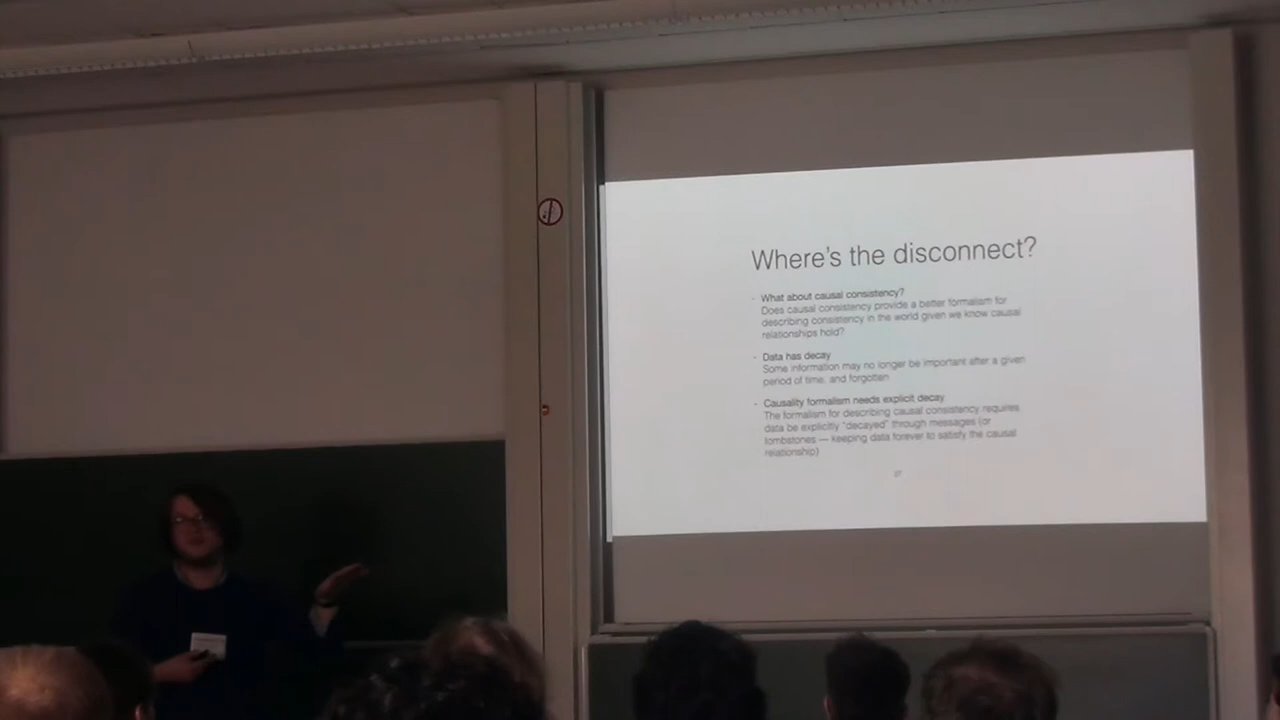 Where's the disconnect?
· What about causal consistency?
Does causal consistency provide a better formalism for
describing consistency in the world given we know causal
relationships hold?
· Data has decay
Some information may no longer be important after a given
period of time, and forgotten
· Causality formalism needs explicit decay
The formalism for describing causal consistency requires
data be explicitly “decayed” through messages (or
tombstones — keeping data forever to satisfy the causal
relationship)